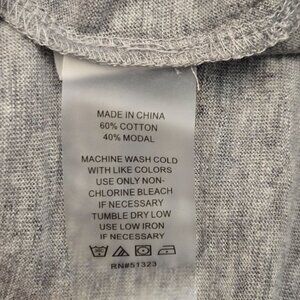 MADE IN CHINA
60% COTTON
40% MODAL
MACHINE WASH COLD
WITH LIKE COLORS
USE ONLY NON-
CHLORINE BLEACH
IF NECESSARY
TUMBLE DRY LOW
USE LOW IRON
IF NECESSARY
RN#51323